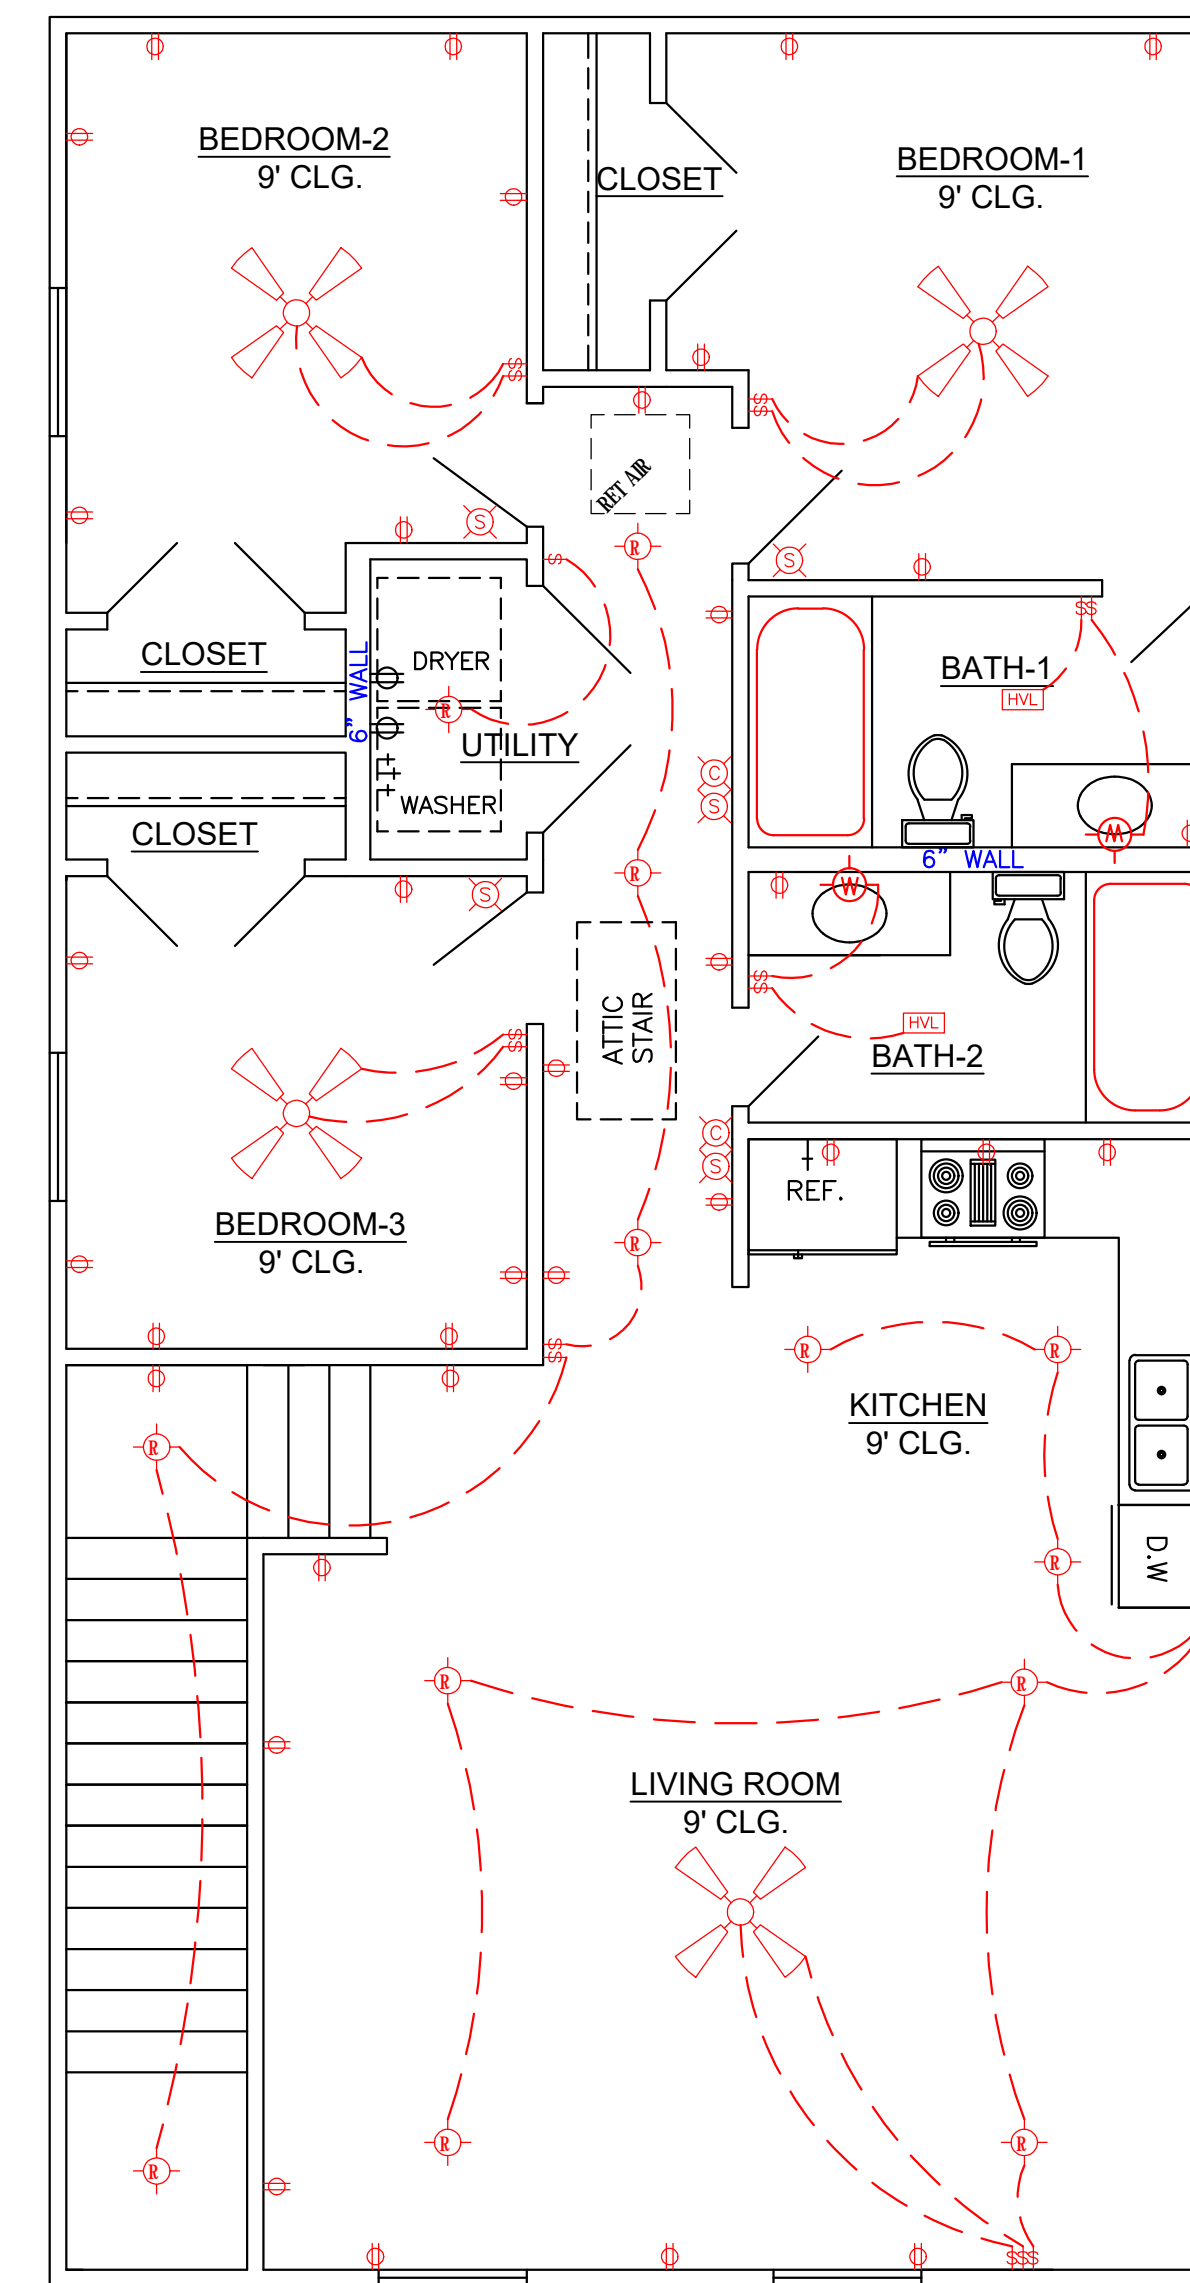 BEDROOM-2
9' CLG.
CLOSET
BEDROOM-1
9' CLG.
$$
$$
RET AIR
S
R
$
S
$$
CLOSET
6" WALL
DRYER
R
UTILITY
WASHER
BATH-1
HVL
C
S
CLOSET
M
6" WALL
W
R
S
$$
ATTIC
STAIR
HVL
BATH-2
$$
C
S
REF.
BEDROOM-3
9' CLG.
R
$$
R
R
KITCHEN
9' CLG.
R
R
D.W
R
R
LIVING ROOM
9' CLG.
R
R
R
$$$